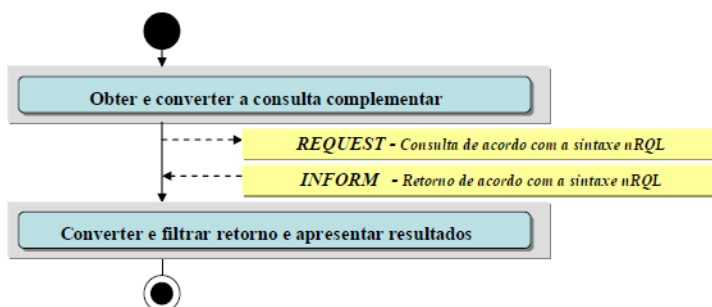 Obter e converter a consulta complementar
REQUEST - Consulta de acordo com a sintaxe nRQL
INFORM - Retorno de acordo com a sintaxe nRQL
Converter e filtrar retorno e apresentar resultados